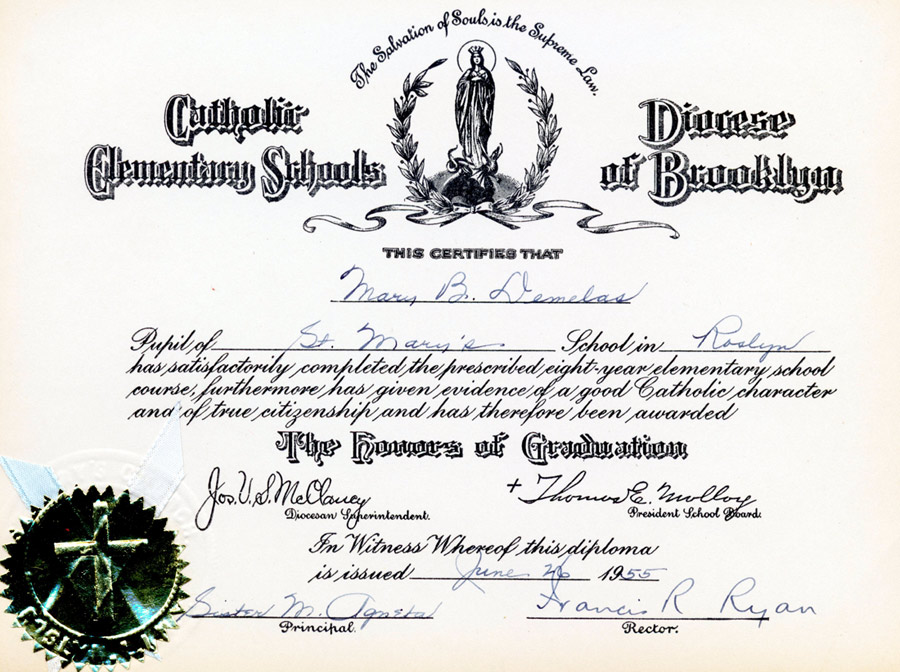 The Salvation of Souls is the Supreme Law.
Catholic Elementary Schools
Diocese of Brooklyn
THIS CERTIFIES THAT
Mary B. Demelas
Pupil of St. Mary's School in Roslyn
has satisfactorily completed the prescribed eight-year elementary school
course, furthermore has given evidence of a good Catholic character
and of true citizenship and has therefore been awarded
The Honors of Graduation
Jos. V. S. McClancy
Diocesan Superintendent.
+ Thomas E. Molloy
President School Board.
In Witness Whereof this diploma
is issued June 26 1955
Sister M. Agneta
Principal.
Francis R Ryan
Rector.